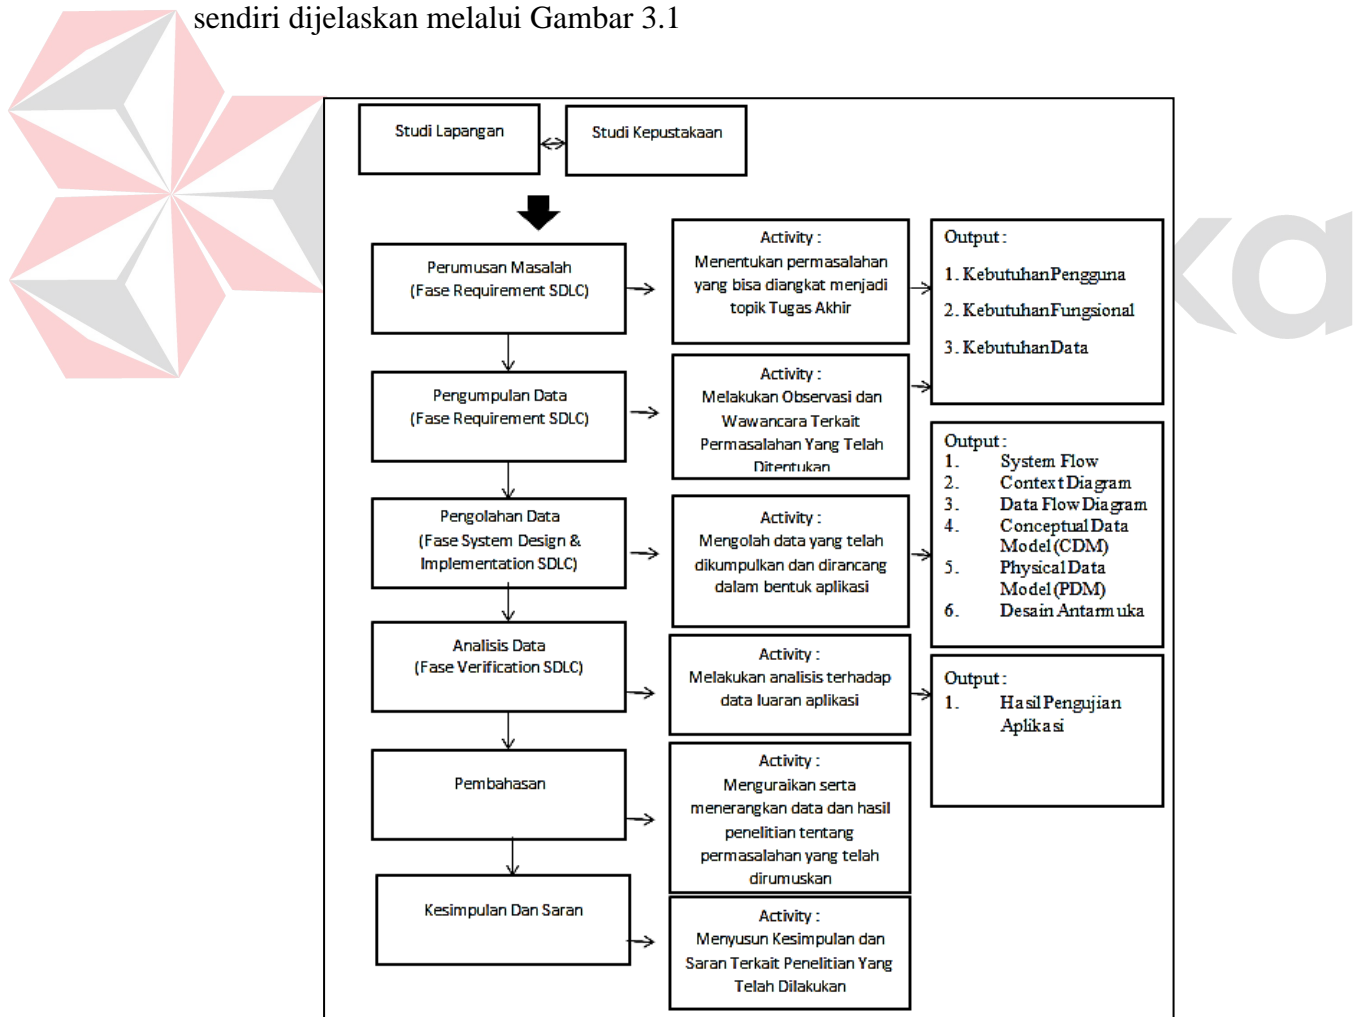 sendiri dijelaskan melalui Gambar 3.1
Studi Lapangan
Studi Kepustakaan
Perumusan Masalah
(Fase Requirement SDLC)
Activity :
Menentukan permasalahan
yang bisa diangkat menjadi
topik Tugas Akhir
Output :
1. Kebutuhan Pengguna
2. Kebutuhan Fungsional
3. Kebutuhan Data
Pengumpulan Data
(Fase Requirement SDLC)
Activity :
Melakukan Observasi dan
Wawancara Terkait
Permasalahan Yang Telah
Ditentukan
Pengolahan Data
(Fase System Design &
Implementation SDLC)
Activity :
Mengolah data yang telah
dikumpulkan dan dirancang
dalam bentuk aplikasi
Output :
1. System Flow
2. Context Diagram
3. Data Flow Diagram
4. Conceptual Data
Model (CDM)
5. Physical Data
Model (PDM)
6. Desain Antarmuka
Analisis Data
(Fase Verification SDLC)
Activity :
Melakukan analisis terhadap
data luaran aplikasi
Output :
1. Hasil Pengujian
Aplikasi
Pembahasan
Activity :
Menguraikan serta
menerangkan data dan hasil
penelitian tentang
permasalahan yang telah
dirumuskan
Kesimpulan Dan Saran
Activity :
Menyusun Kesimpulan dan
Saran Terkait Penelitian Yang
Telah Dilakukan
ka